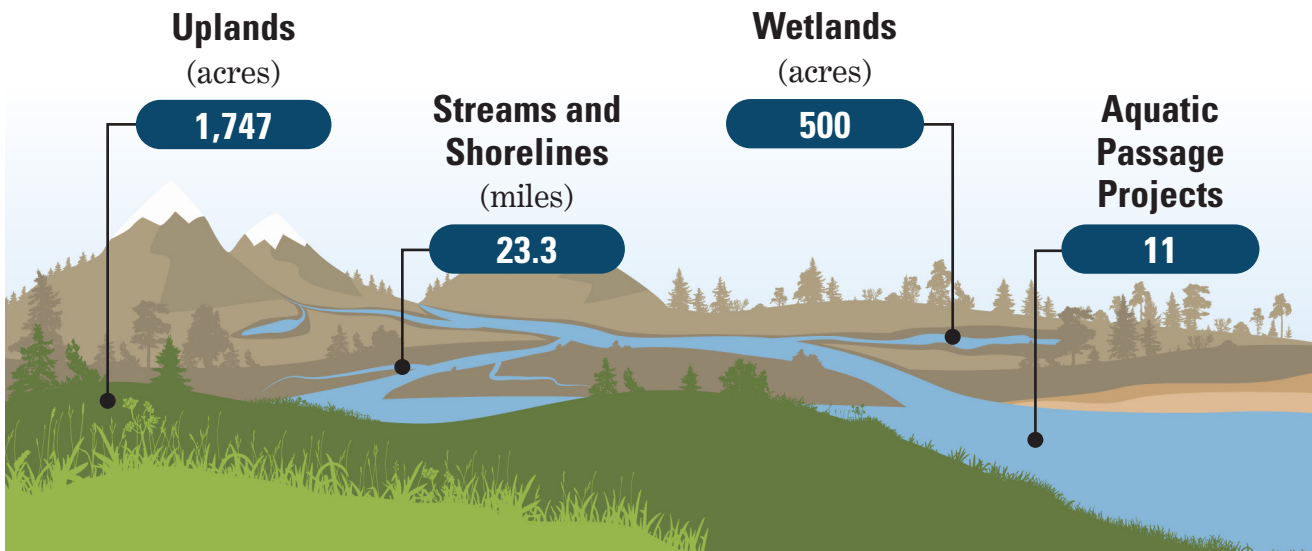 Uplands
(acres)
1,747
Streams and
Shorelines
(miles)
23.3
Wetlands
(acres)
500
Aquatic
Passage
Projects
11